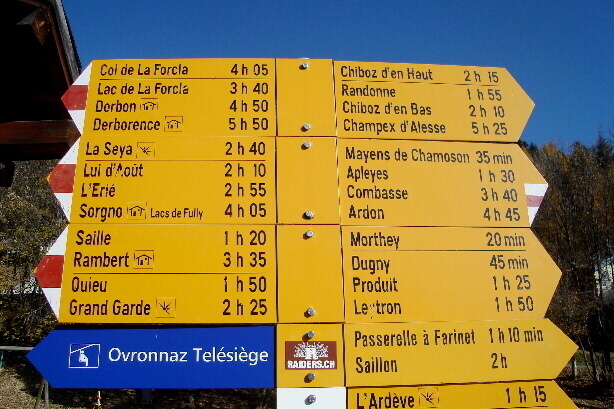 Col de La Forcla 4 h 05
Lac de La Forcla 3 h 40
Dorbon 4 h 50
Derborence 5 h 50
La Seya 2 h 40
Lui d'Août 2 h 10
L'Erié 2 h 55
Sorgno Lacs de Fully 4 h 05
Saille 1 h 20
Rambert 3 h 35
Quieu 1 h 50
Grand Garde 2 h 25
Ovronnaz Télésiège
RAIDERS.CH
Chiboz d'en Haut 2 h 15
Randonne 1 h 55
Chiboz d'en Bas 2 h 10
Champex d'Alesse 5 h 25
Mayens de Chamoson 35 min
Apleyes 1 h 30
Combasse 3 h 40
Ardon 4 h 45
Morthey 20 min
Dugny 45 min
Produit 1 h 25
Leytron 1 h 50
Passerelle à Farinet 1 h 10 min
Saillon 2 h
L'Ardève 1 h 15